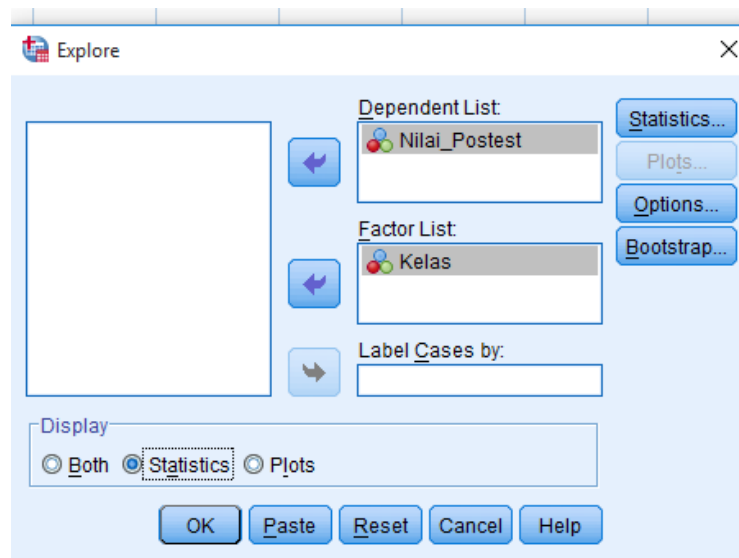 Explore
Dependent List:
Nilai_Postest
Factor List:
Kelas
Label Cases by:
Statistics...
Plots...
Options...
Bootstrap...
Display
Both Statistics Plots
OK Paste Reset Cancel Help